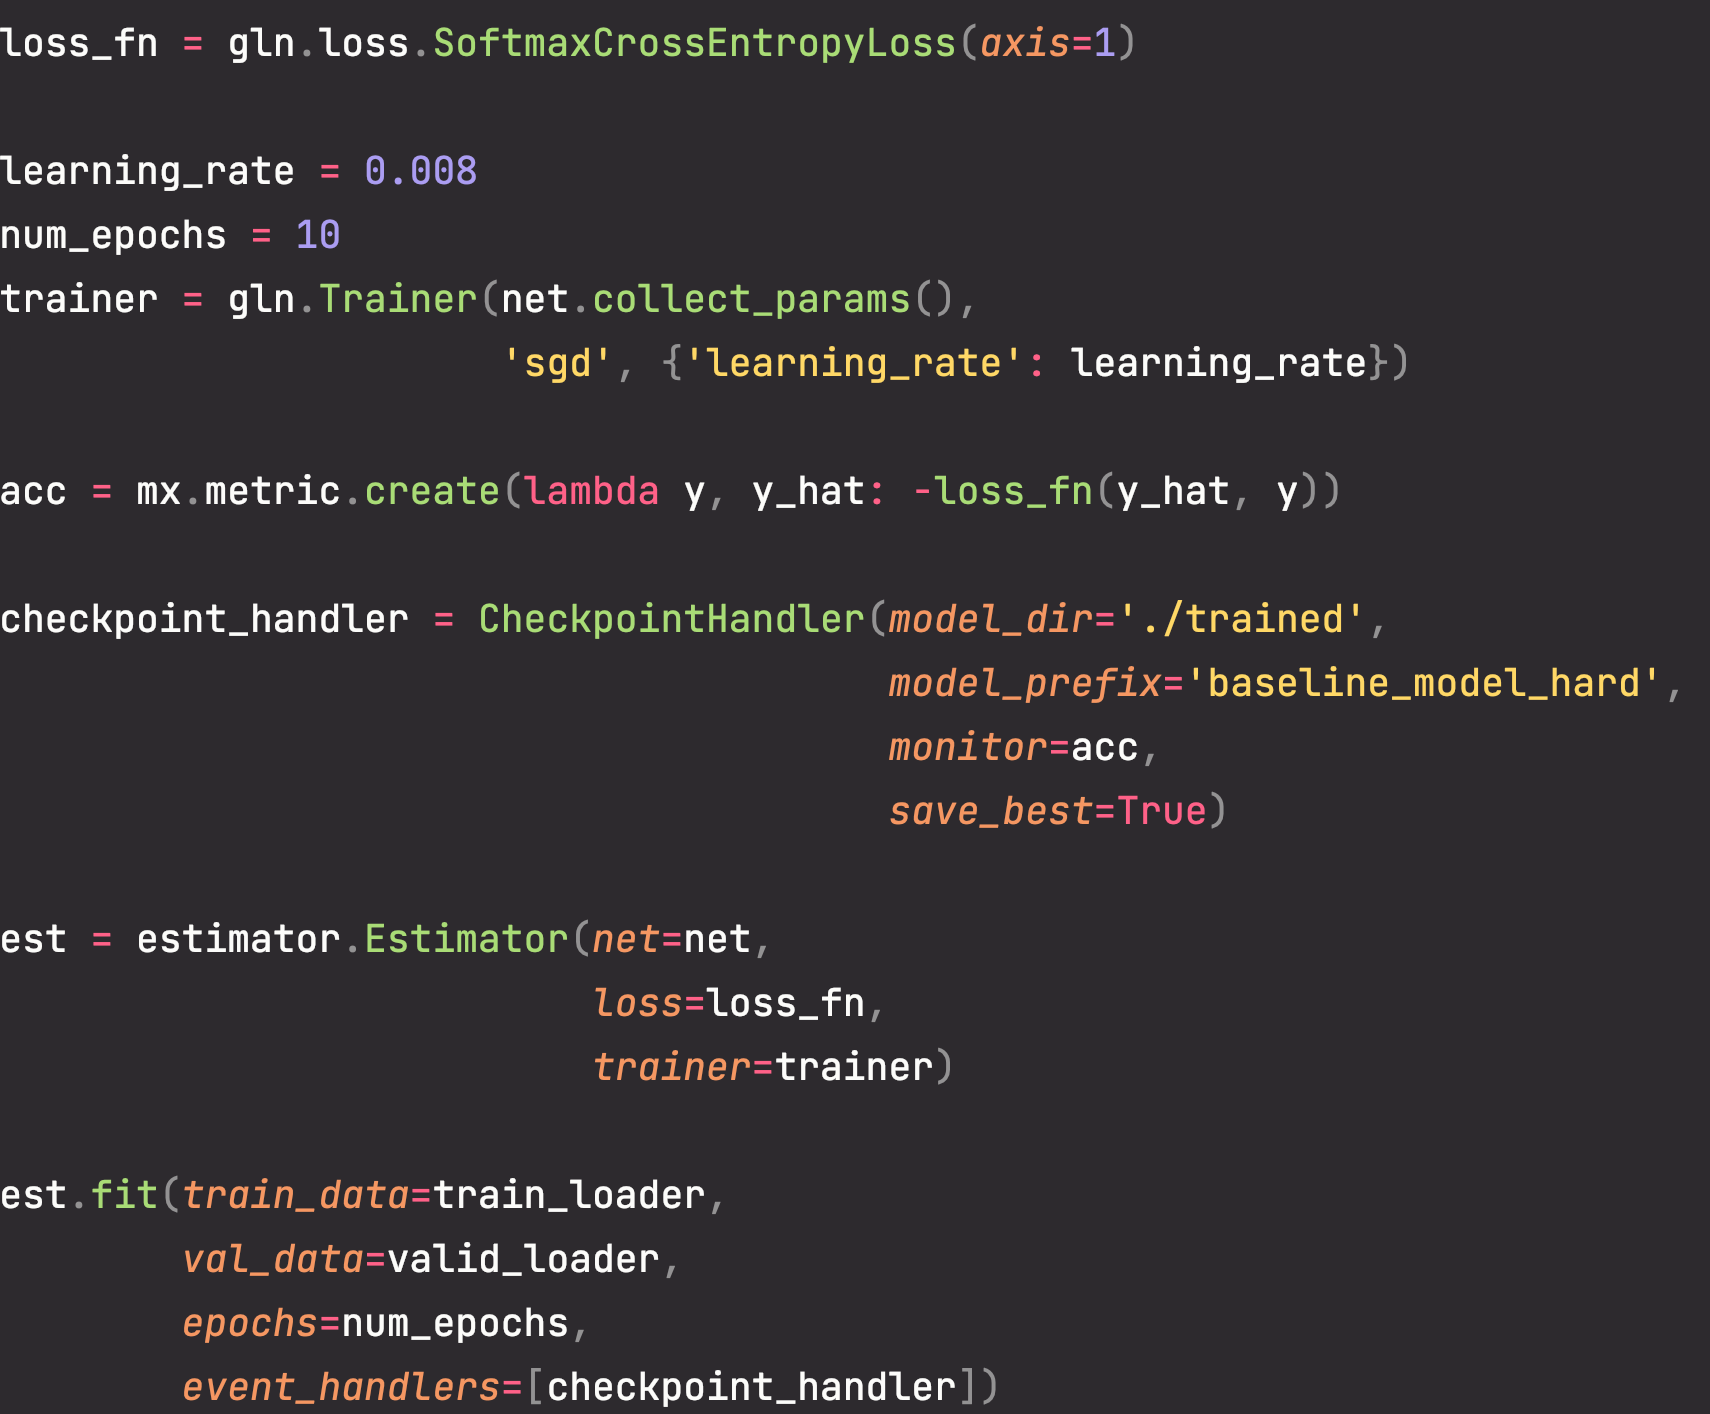 loss_fn = gln.loss.SoftmaxCrossEntropyLoss(axis=1)
learning_rate = 0.008
num_epochs = 10
trainer = gln.Trainer(net.collect_params(),
                      'sgd', {'learning_rate': learning_rate})
acc = mx.metric.create(lambda y, y_hat: -loss_fn(y_hat, y))
checkpoint_handler = CheckpointHandler(model_dir='./trained',
                                       model_prefix='baseline_model_hard',
                                       monitor=acc,
                                       save_best=True)
est = estimator.Estimator(net=net,
                          loss=loss_fn,
                          trainer=trainer)
est.fit(train_data=train_loader,
        val_data=valid_loader,
        epochs=num_epochs,
        event_handlers=[checkpoint_handler])